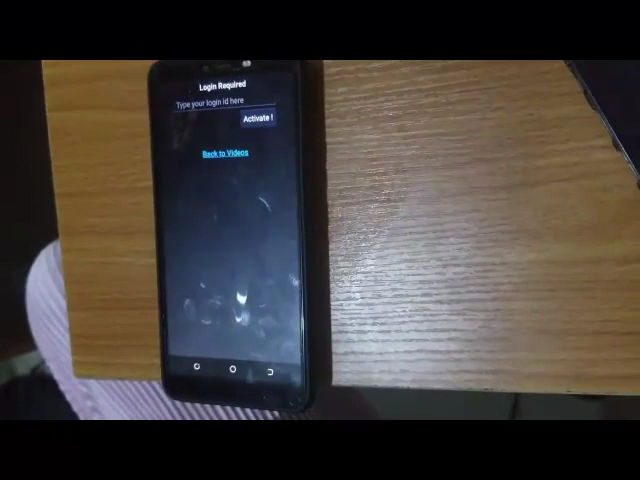 Login Required
Type your login id here
Activate !
Back to Videos